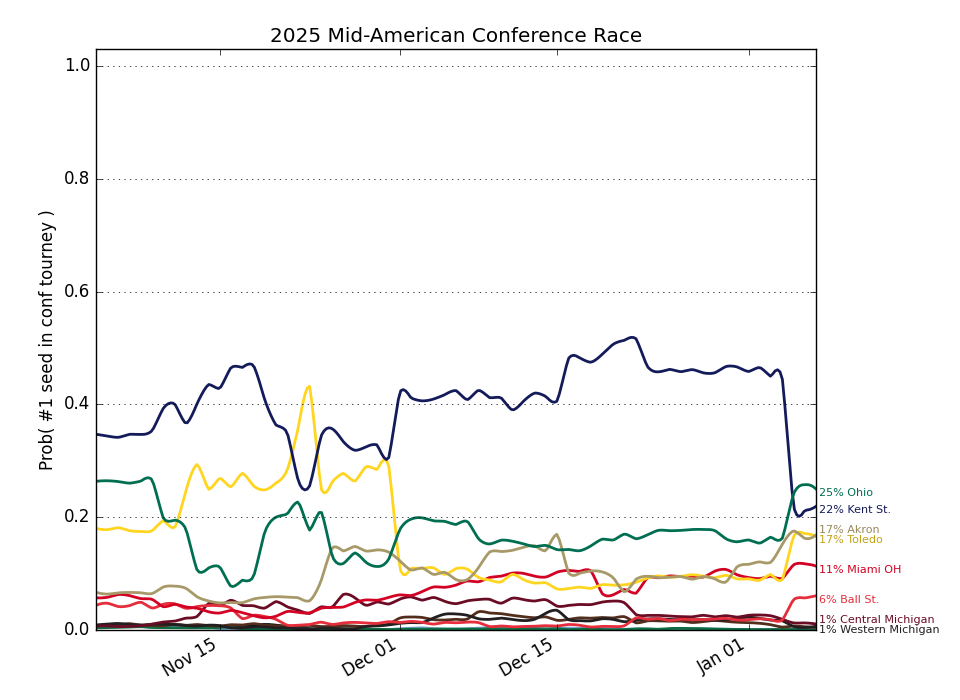 2025 Mid-American Conference Race
Prob( #1 seed in conf tourney )
1.0
0.8
0.6
0.4
0.2
0.0
Nov 15
Dec 01
Dec 15
Jan 01
25% Ohio
22% Kent St.
17% Akron
17% Toledo
11% Miami OH
6% Ball St.
1% Central Michigan
1% Western Michigan